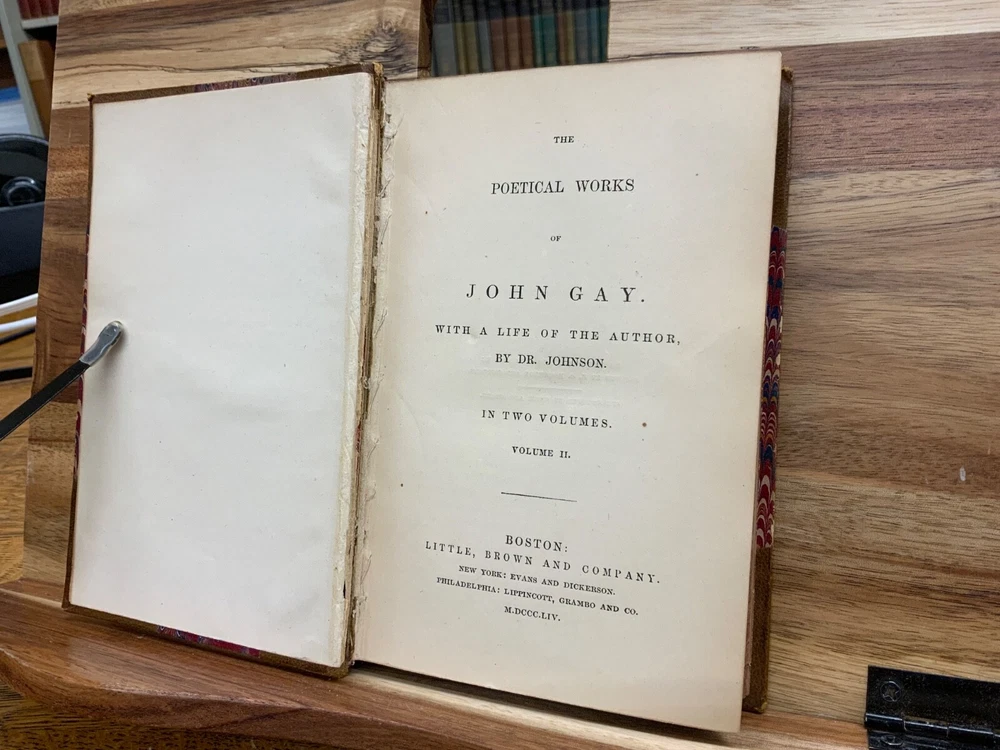 THE
POETICAL WORKS
OF
JOHN GAY.
WITH A LIFE OF THE AUTHOR,
BY DR. JOHNSON.
IN TWO VOLUMES.
VOLUME II.
BOSTON:
LITTLE, BROWN AND COMPANY.
NEW YORK: EVANS AND DICKERSON.
PHILADELPHIA: LIPPINCOTT, GRAMBO AND CO.
M.DCCC.LIV.